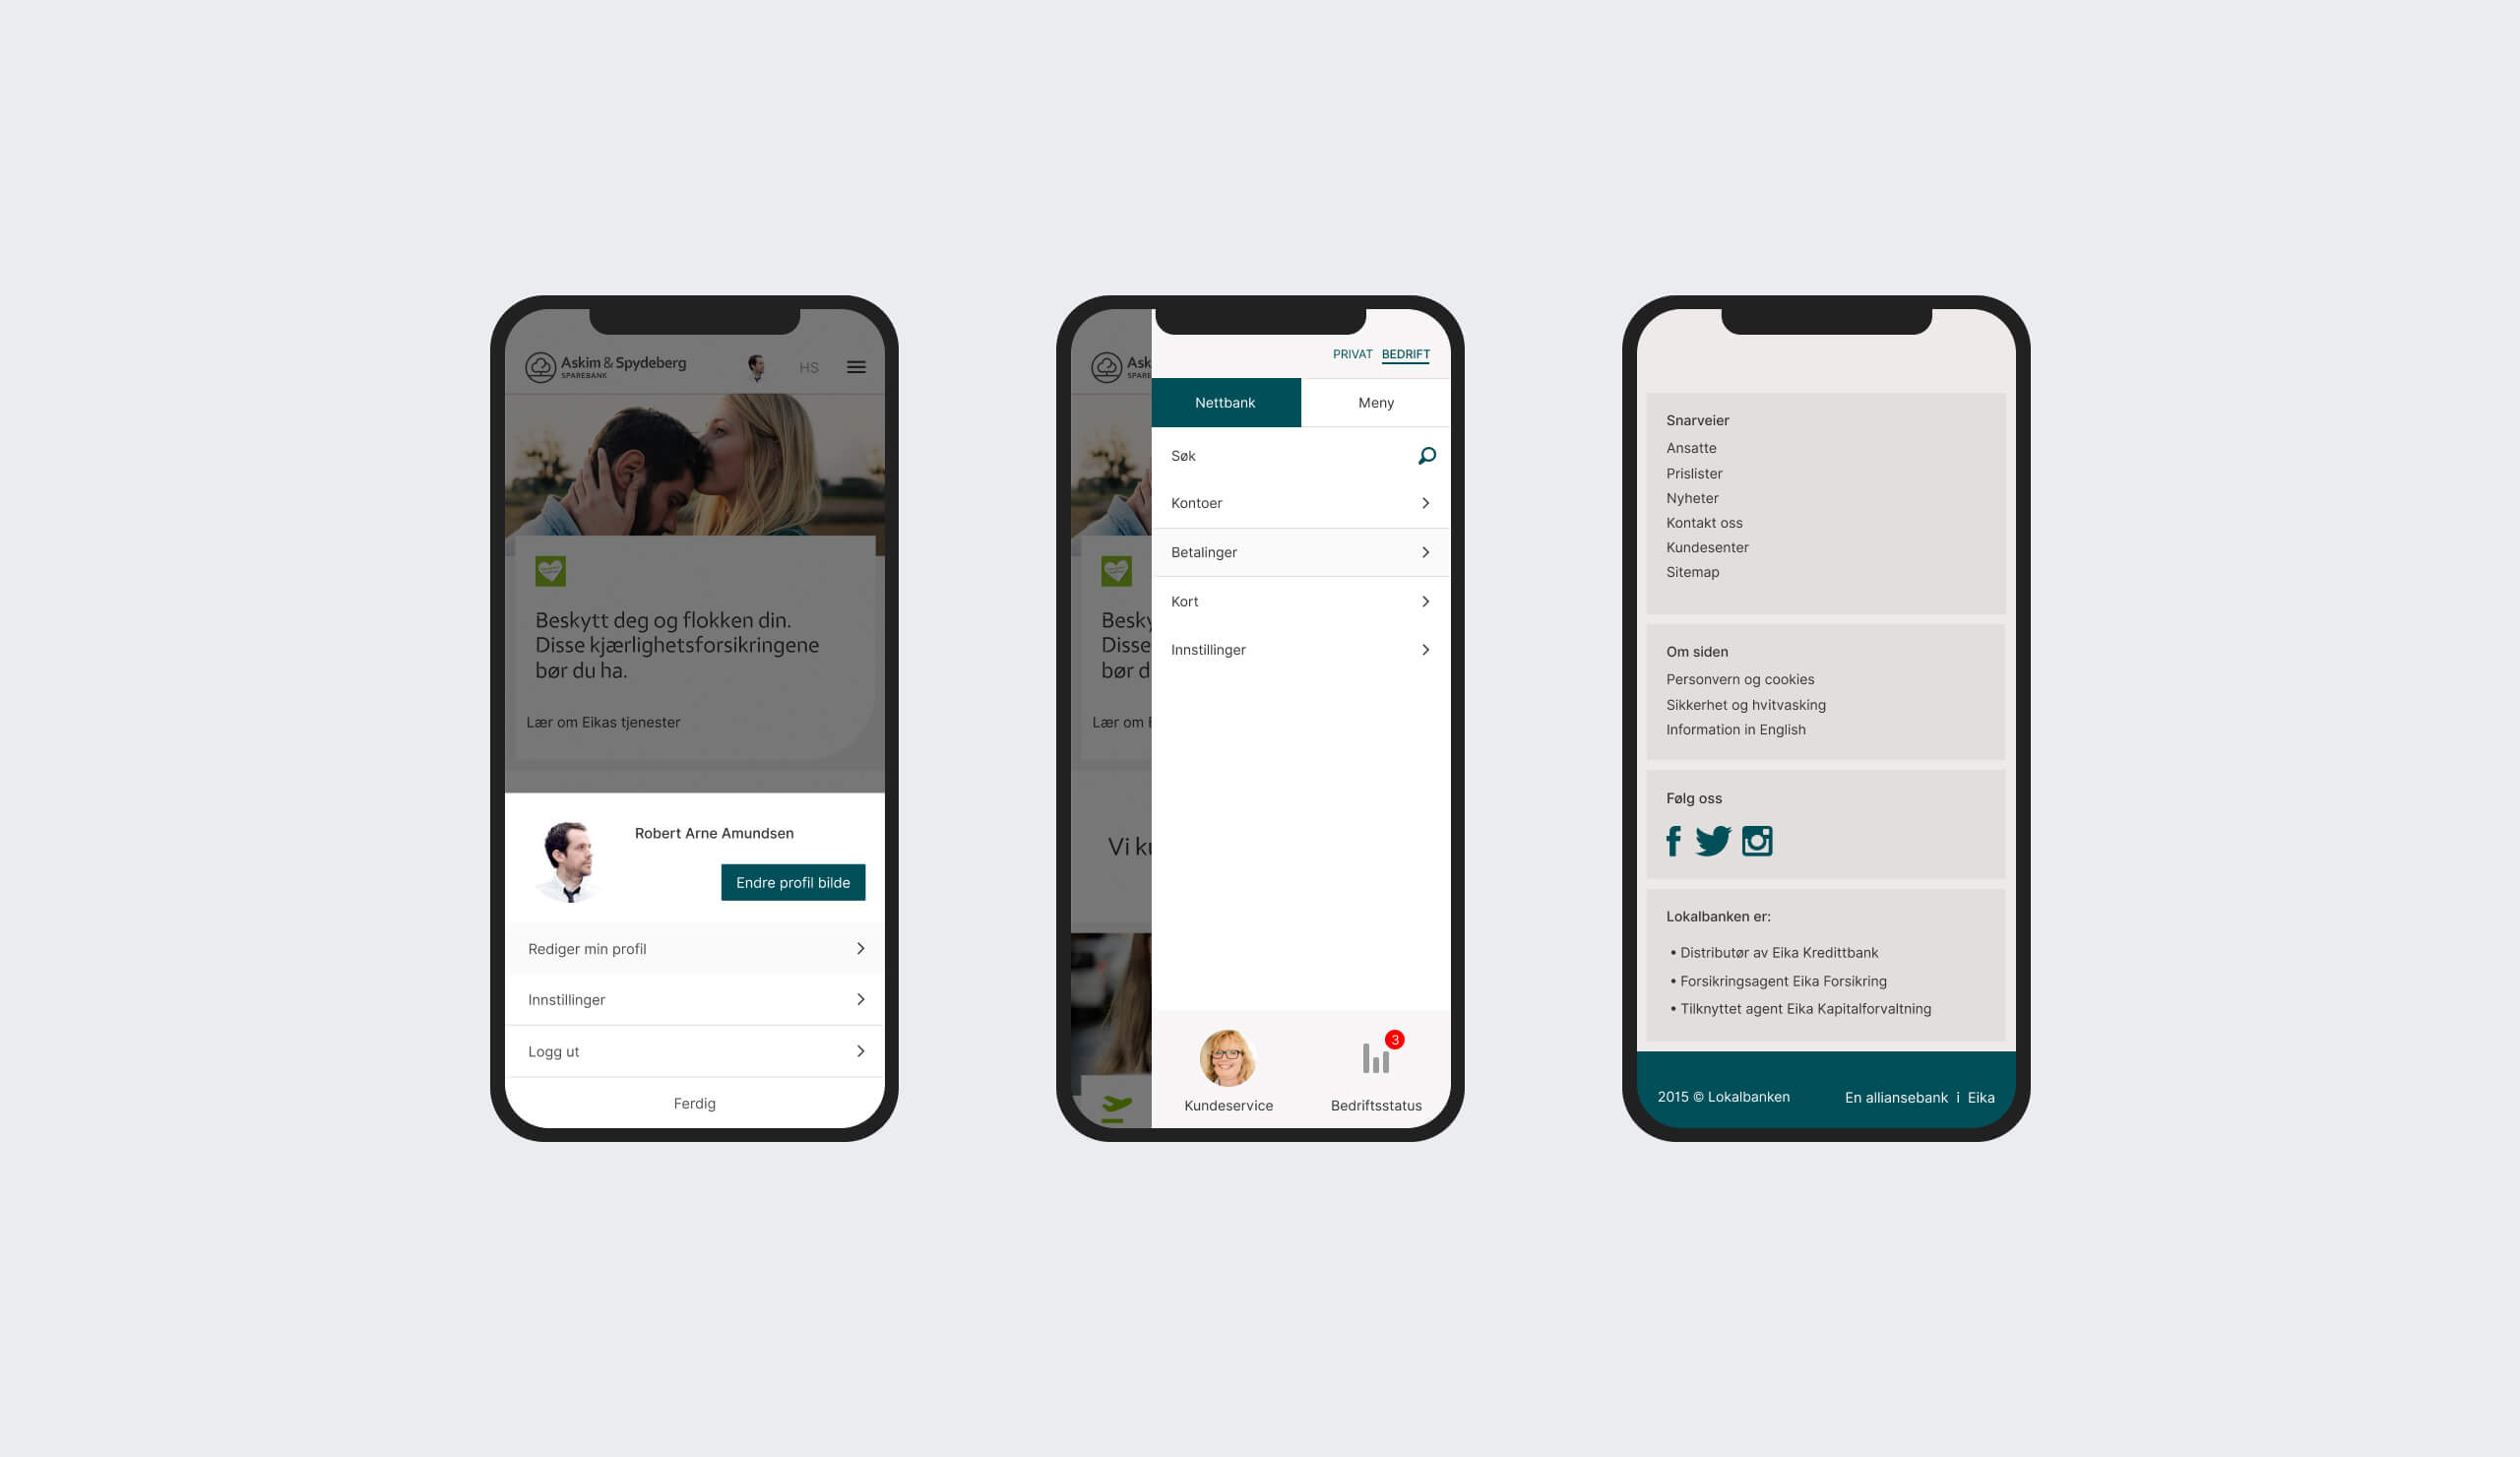 Askim & Spydeberg
SPAREBANK
HS
Beskytt deg og flokken din.
Disse kjærlighetsforsikringene
bør du ha.
Lær om Eikas tjenester
Robert Arne Amundsen
Endre profil bilde
Rediger min profil
Innstillinger
Logg ut
Ferdig
Ask
SPAREBANK
Besky
Disse
bør d
Lær om E
Vi ku
PRIVAT BEDRIFT
Nettbank
Meny
Søk
Kontoer
Betalinger
Kort
Innstillinger
3
Kundeservice
Bedriftsstatus
Snarveier
Ansatte
Prislister
Nyheter
Kontakt oss
Kundesenter
Sitemap
Om siden
Personvern og cookies
Sikkerhet og hvitvasking
Information in English
Følg oss
Lokalbanken er:
• Distributør av Eika Kredittbank
• Forsikringsagent Eika Forsikring
• Tilknyttet agent Eika Kapitalforvaltning
2015 © Lokalbanken
En alliansebank i Eika